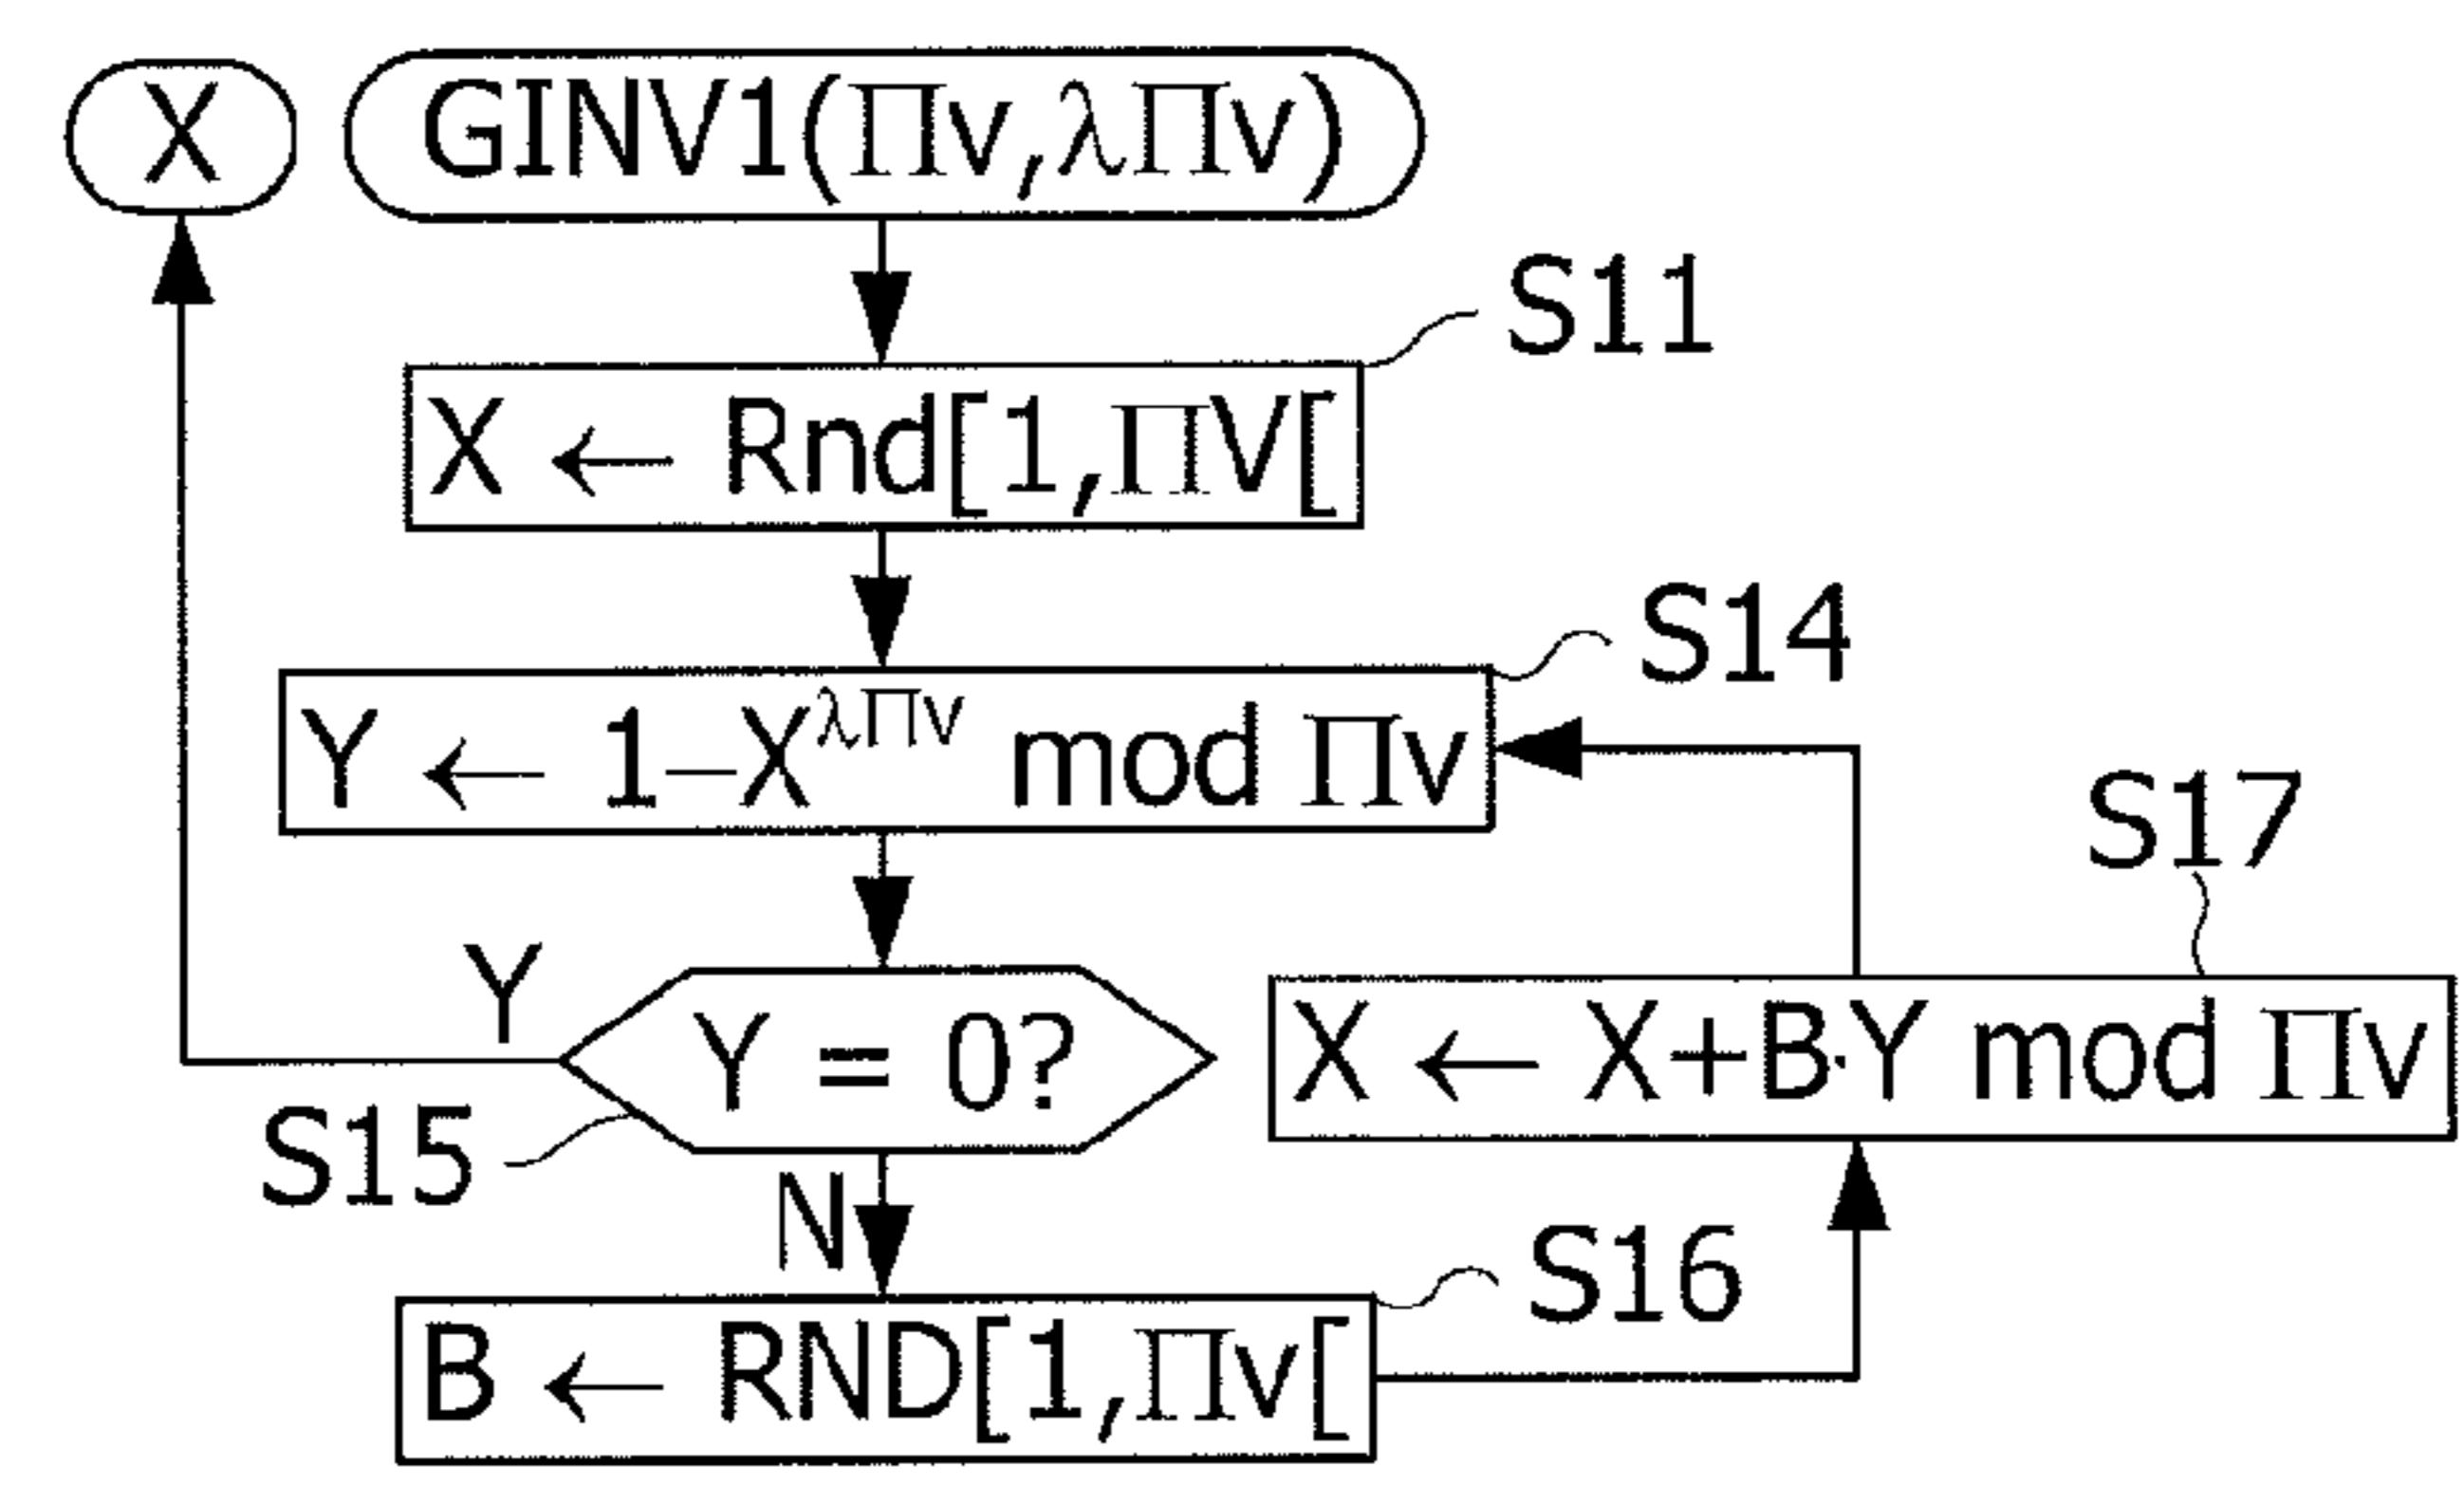 X
GINV1(Πv,λΠv)
S11
X ← Rnd[1,ΠV[
S14
Y ← 1–X^λΠv mod Πv
S17
Y
Y = 0?
X ← X+B·Y mod Πv
S15
N
S16
B ← RND[1,Πv[